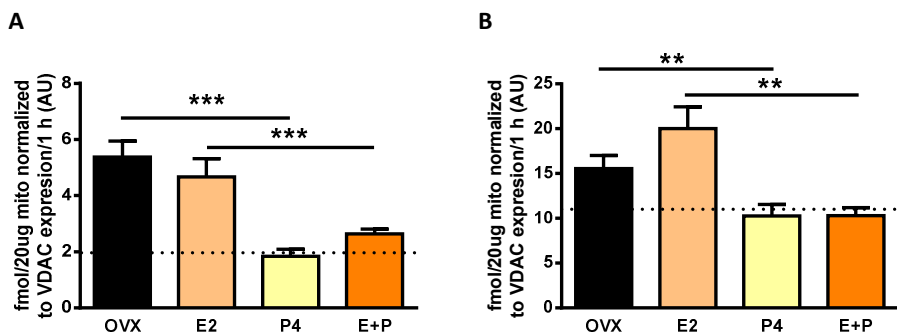 A
fmol/20ug mito normalized
to VDAC expresion/1 h (AU)
8
6
4
2
0
***
***
OVX E2 P4 E+P
B
fmol/20ug mito normalized
to VDAC expresion/1 h (AU)
25
20
15
10
5
0
**
**
OVX E2 P4 E+P